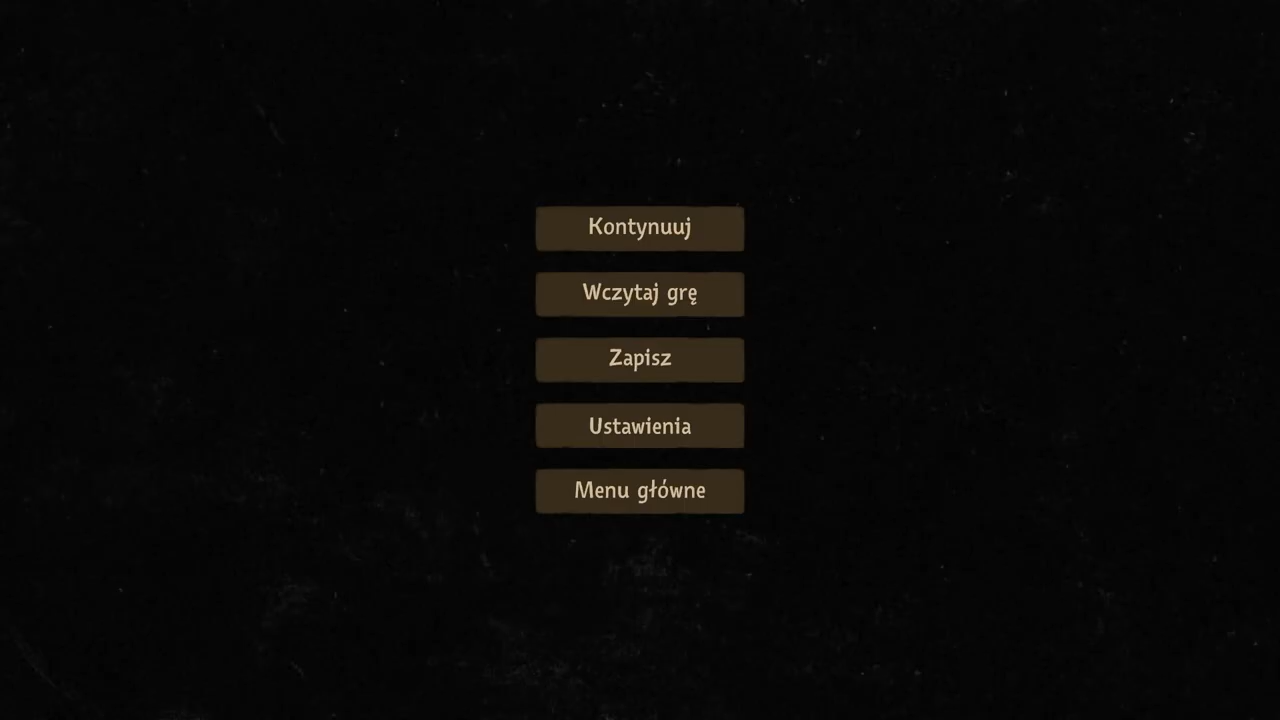 Kontynuuj
Wczytaj grę
Zapisz
Ustawienia
Menu główne